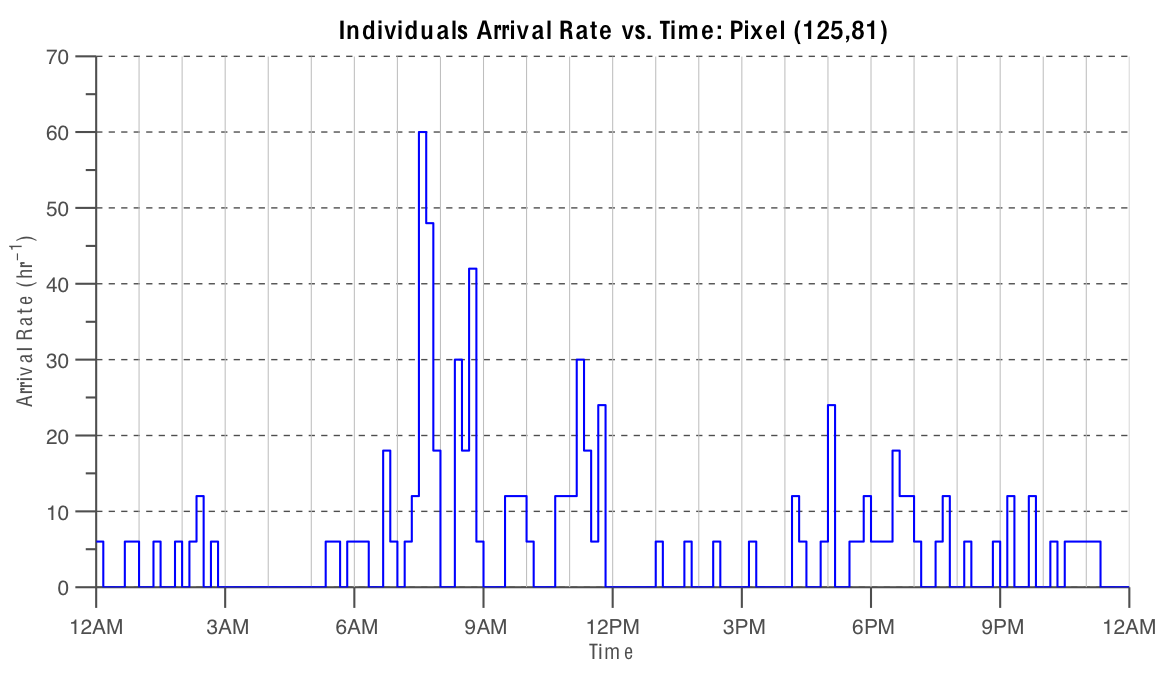 Individuals Arrival Rate vs. Time: Pixel (125,81)
70
60
50
40
30
20
10
0
Arrival Rate (hr⁻¹)
12AM 3AM 6AM 9AM 12PM 3PM 6PM 9PM 12AM
Time